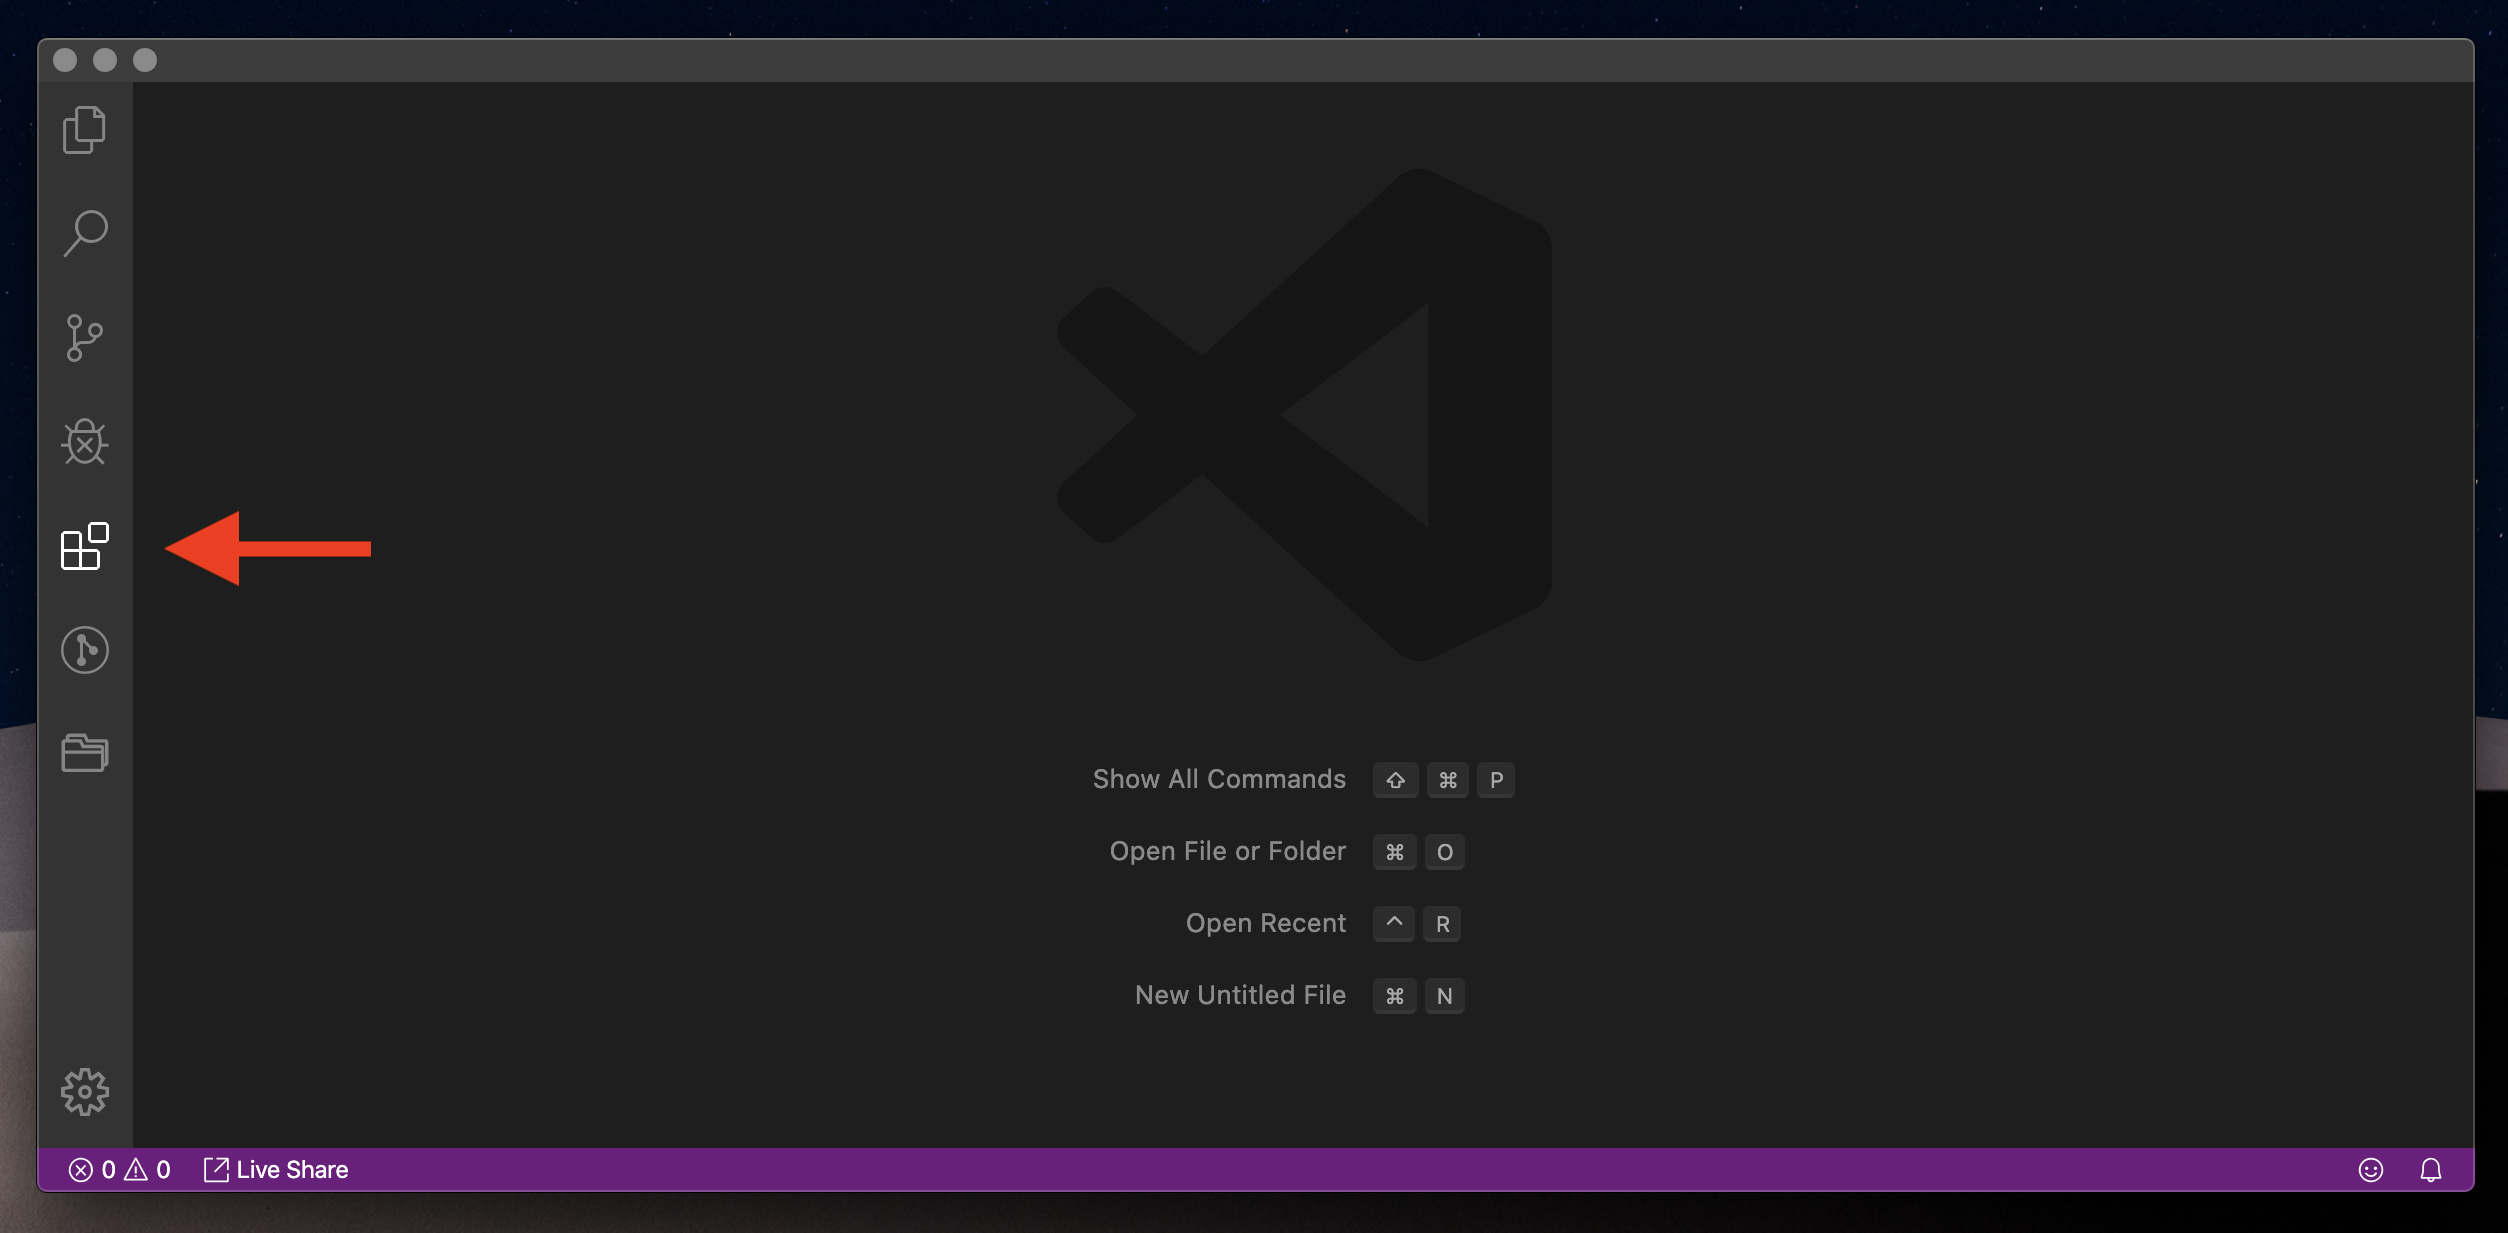 Show All Commands ⇧ ⌘ P
Open File or Folder ⌘ O
Open Recent ^ R
New Untitled File ⌘ N
0 0 Live Share